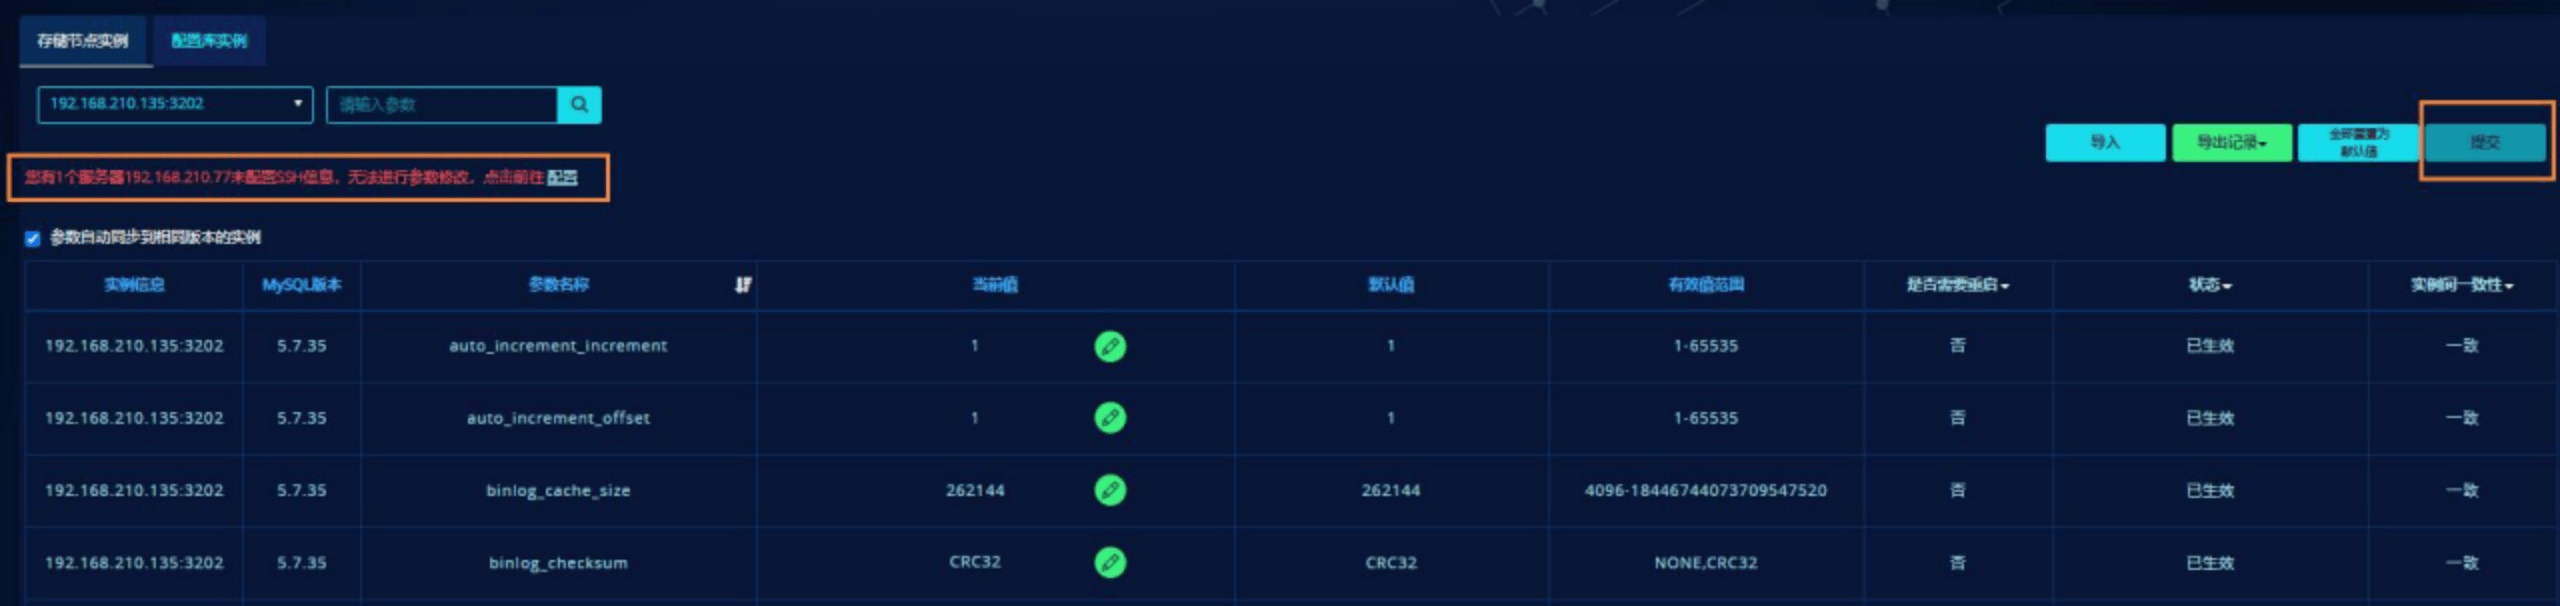 存储节点实例 配置库实例
192.168.210.135:3202 请输入参数
导入 导出记录 全部重置为默认值 提交
您有1个服务器192.168.210.77未配置SSH信息，无法进行参数修改，点击前往 配置
参数自动同步到相同版本的实例
实例信息 MySQL版本 参数名称 当前值 默认值 有效值范围 是否需要重启 状态 实例间一致性
192.168.210.135:3202 5.7.35 auto_increment_increment 1 1 1-65535 否 已生效 一致
192.168.210.135:3202 5.7.35 auto_increment_offset 1 1 1-65535 否 已生效 一致
192.168.210.135:3202 5.7.35 binlog_cache_size 262144 262144 4096-18446744073709547520 否 已生效 一致
192.168.210.135:3202 5.7.35 binlog_checksum CRC32 CRC32 NONE,CRC32 否 已生效 一致